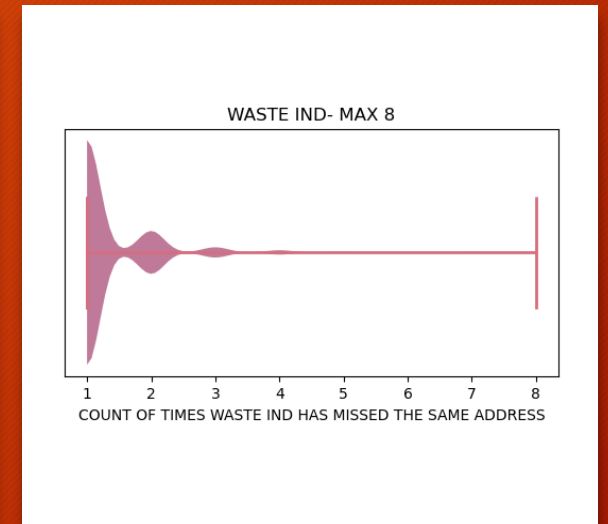 WASTE IND- MAX 8
1 2 3 4 5 6 7 8
COUNT OF TIMES WASTE IND HAS MISSED THE SAME ADDRESS